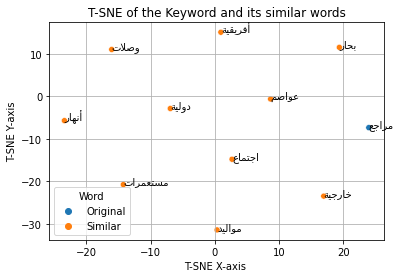 T-SNE of the Keyword and its similar words
T-SNE Y-axis
10
0
−10
−20
−30
أفريقية
وصلات
بحار
عواصم
دولية
أنهار
مراجع
اجتماع
مستعمرات
خارجية
مواليد
Word
Original
Similar
−20
−10
0
10
20
T-SNE X-axis